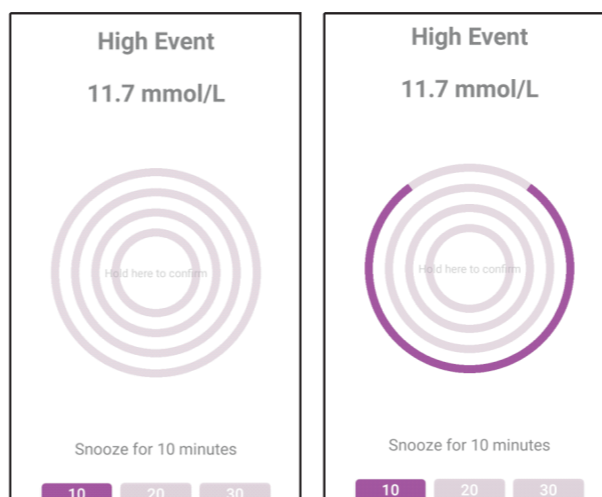 High Event
11.7 mmol/L
Hold here to confirm
Snooze for 10 minutes
10 20 30
High Event
11.7 mmol/L
Hold here to confirm
Snooze for 10 minutes
10 20 30